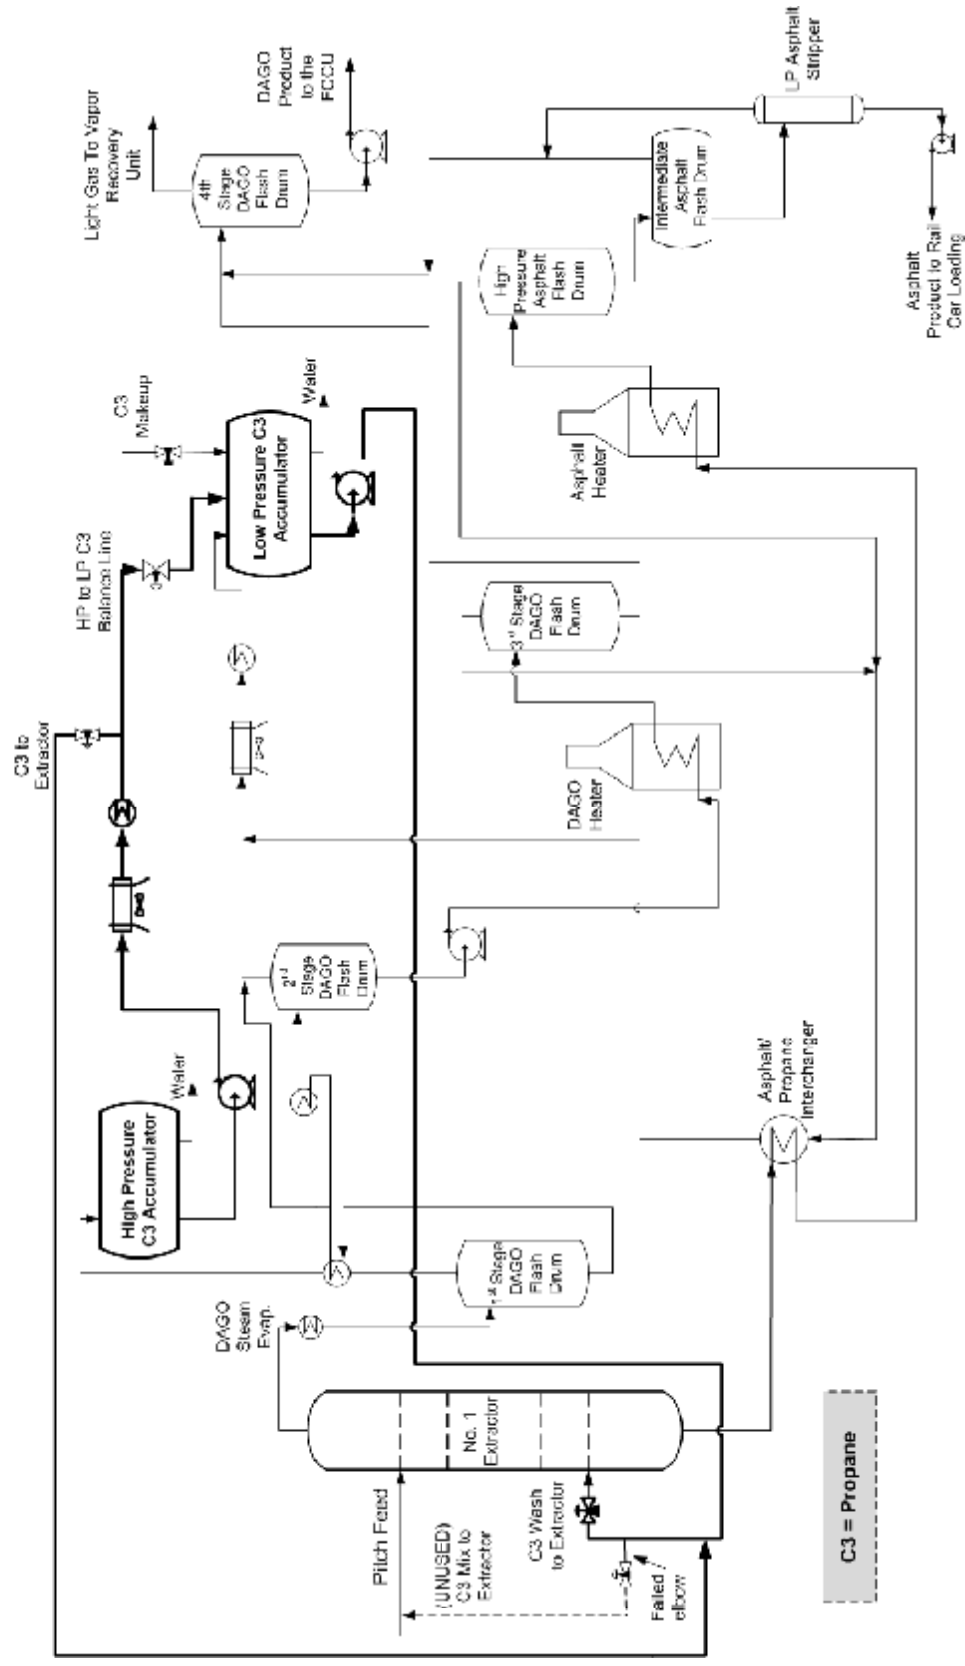 Light Gas To Vapor
Recovery
Unit
DAGO
Product
to the
FCCU
4th
Stage
DAGO
Flash
Drum
LP Asphalt
Stripper
Intermediate
Asphalt
Flash Drum
Asphalt
Product to Rail
Car Loading
High
Pressure
Asphalt
Flash
Drum
C3
Makeup
Water
Low Pressure C3
Accumulator
HP to LP C3
Balance Line
Asphalt
Heater
3rd Stage
DAGO
Flash
Drum
C3 to
Extractor
DAGO
Heater
2nd
Stage
DAGO
Flash
Drum
Water
High Pressure
C3 Accumulator
Asphalt/
Propane
Interchanger
1st Stage
DAGO
Flash
Drum
DAGO
Steam
Evap.
No. 1
Extractor
Pitch Feed
(UNUSED)
C3 Mix to
Extractor
C3 Wash
to Extractor
Failed
elbow
C3 = Propane